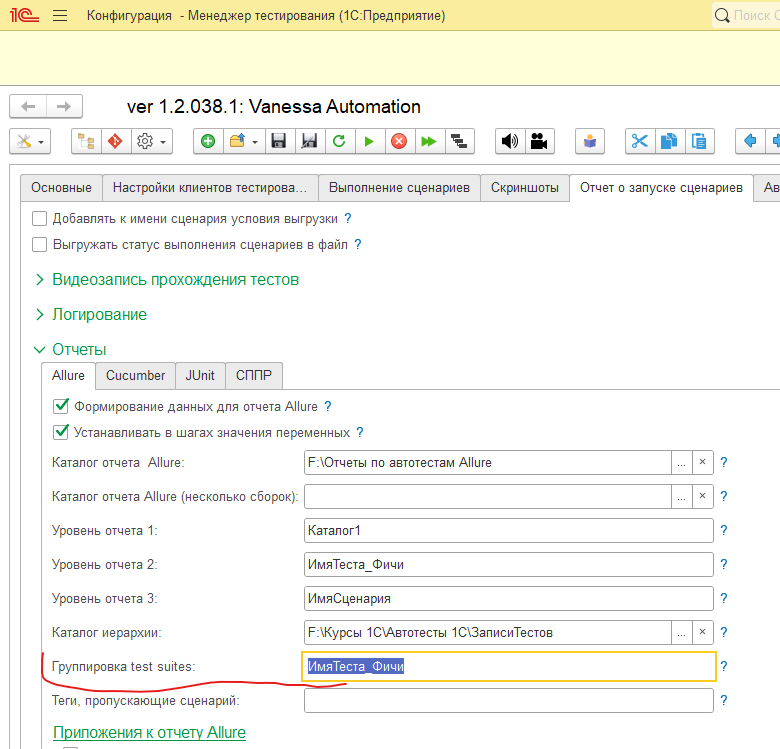 1С Конфигурация - Менеджер тестирования (1С:Предприятие) Поиск С
ver 1.2.038.1: Vanessa Automation
Основные Настройки клиентов тестирова... Выполнение сценариев Скриншоты Отчет о запуске сценариев Ав
Добавлять к имени сценария условия выгрузки ?
Выгружать статус выполнения сценариев в файл ?
Видеозапись прохождения тестов
Логирование
Отчеты
Allure Cucumber JUnit СППР
Формирование данных для отчета Allure ?
Устанавливать в шагах значения переменных ?
Каталог отчета Allure: F:\Отчеты по автотестам Allure ... × ?
Каталог отчета Allure (несколько сборок): ... × ?
Уровень отчета 1: Каталог1 ?
Уровень отчета 2: ИмяТеста_Фичи ?
Уровень отчета 3: ИмяСценария ?
Каталог иерархии: F:\Курсы 1С\Автотесты 1С\ЗаписиТестов ... × ?
Группировка test suites: ИмяТеста_Фичи ?
Теги, пропускающие сценарий: ?
Приложения к отчету Allure